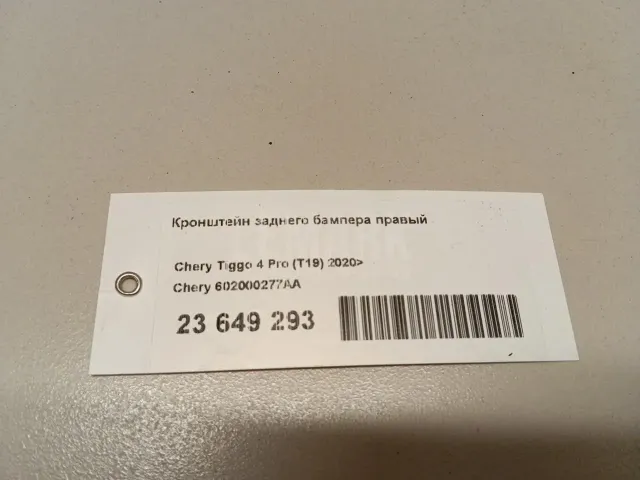 Кронштейн заднего бампера правый
Chery Tiggo 4 Pro (T19) 2020>
Chery 602000277AA
23 649 293